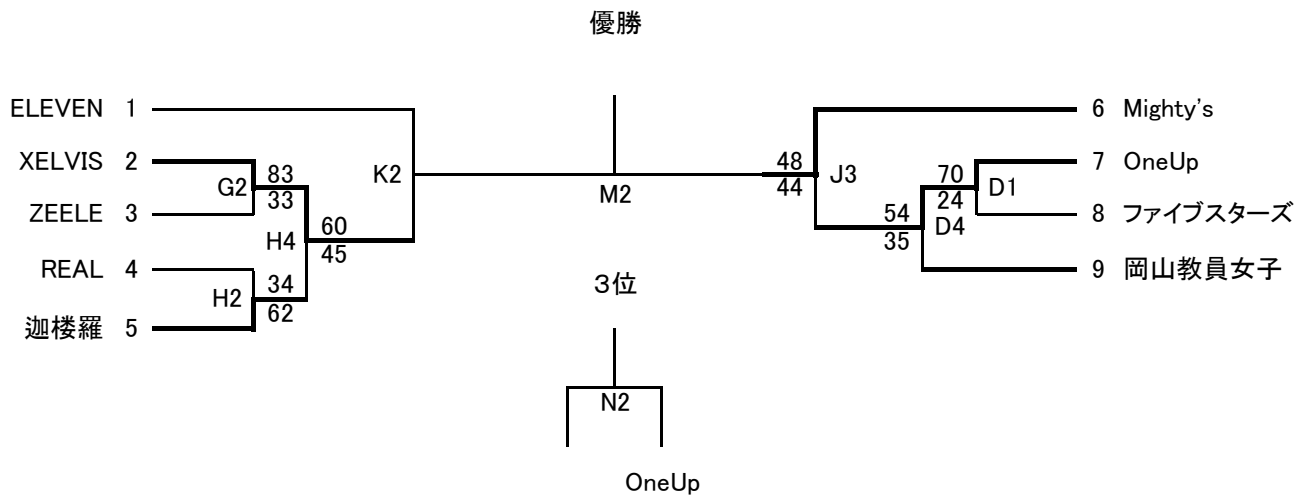 優勝
ELEVEN 1
6 Mighty's
XELVIS 2
7 OneUp
83
33
G2
K2
M2
48
44
J3
70
24
D1
ZEELE 3
8 ファイブスターズ
H4
60
45
54
35
D4
REAL 4
9 岡山教員女子
34
62
H2
3位
迦楼羅 5
N2
OneUp